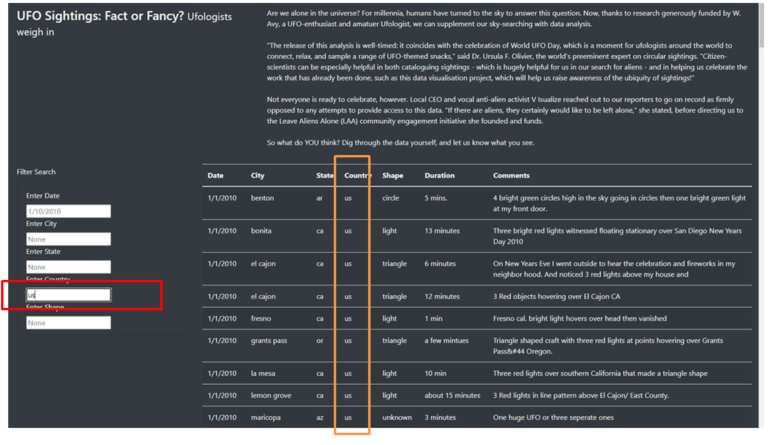 UFO Sightings: Fact or Fancy? Ufologists
weigh in
Are we alone in the universe? For millennia, humans have turned to the sky to answer this question. Now, thanks to research generously funded by W.
Avy, a UFO-enthusiast and amatuer Ufologist, we can supplement our sky-searching with data analysis.
"The release of this analysis is well-timed: it coincides with the celebration of World UFO Day, which is a moment for ufologists around the world to
connect, relax, and sample a range of UFO-themed snacks," said Dr. Ursula F. Olivier, the world's preeminent expert on circular sightings. "Citizen-
scientists can be especially helpful in both cataloguing sightings - which is hugely helpful for us in our search for aliens - and in helping us celebrate the
work that has already been done, such as this data visualisation project, which will help us raise awareness of the ubiquity of sightings!"
Not everyone is ready to celebrate, however. Local CEO and vocal anti-alien activist V Isualize reached out to our reporters to go on record as firmly
opposed to any attempts to provide access to this data. "If there are aliens, they certainly would like to be left alone," she stated, before directing us to
the Leave Aliens Alone (LAA) community engagement initiative she founded and funds.
So what do YOU think? Dig through the data yourself, and let us know what you see.
Filter Search
Enter Date
1/10/2010
Enter City
None
Enter State
None
Enter Country
us
Enter Shape
None
Date City State Country Shape Duration Comments
1/1/2010 benton ar us circle 5 mins. 4 bright green circles high in the sky going in circles then one bright green light
at my front door.
1/1/2010 bonita ca us light 13 minutes Three bright red lights witnessed floating stationary over San Diego New Years
Day 2010
1/1/2010 el cajon ca us triangle 6 minutes On New Years Eve I went outside to hear the celebration and fireworks in my
neighbor hood. And noticed 3 red lights above my house and
1/1/2010 el cajon ca us triangle 12 minutes 3 Red objects hovering over El Cajon CA
1/1/2010 fresno ca us light 1 min Fresno cal. bright light hovers over head then vanished
1/1/2010 grants pass or us triangle a few mintues Triangle shaped craft with three red lights at points hovering over Grants
Pass&#44 Oregon.
1/1/2010 la mesa ca us light 10 min Three red lights over southern California that made a triangle shape
1/1/2010 lemon grove ca us light about 15 minutes 3 Red lights in line pattern above El Cajon/ East County.
1/1/2010 maricopa az us unknown 3 minutes One huge UFO or three seperate ones